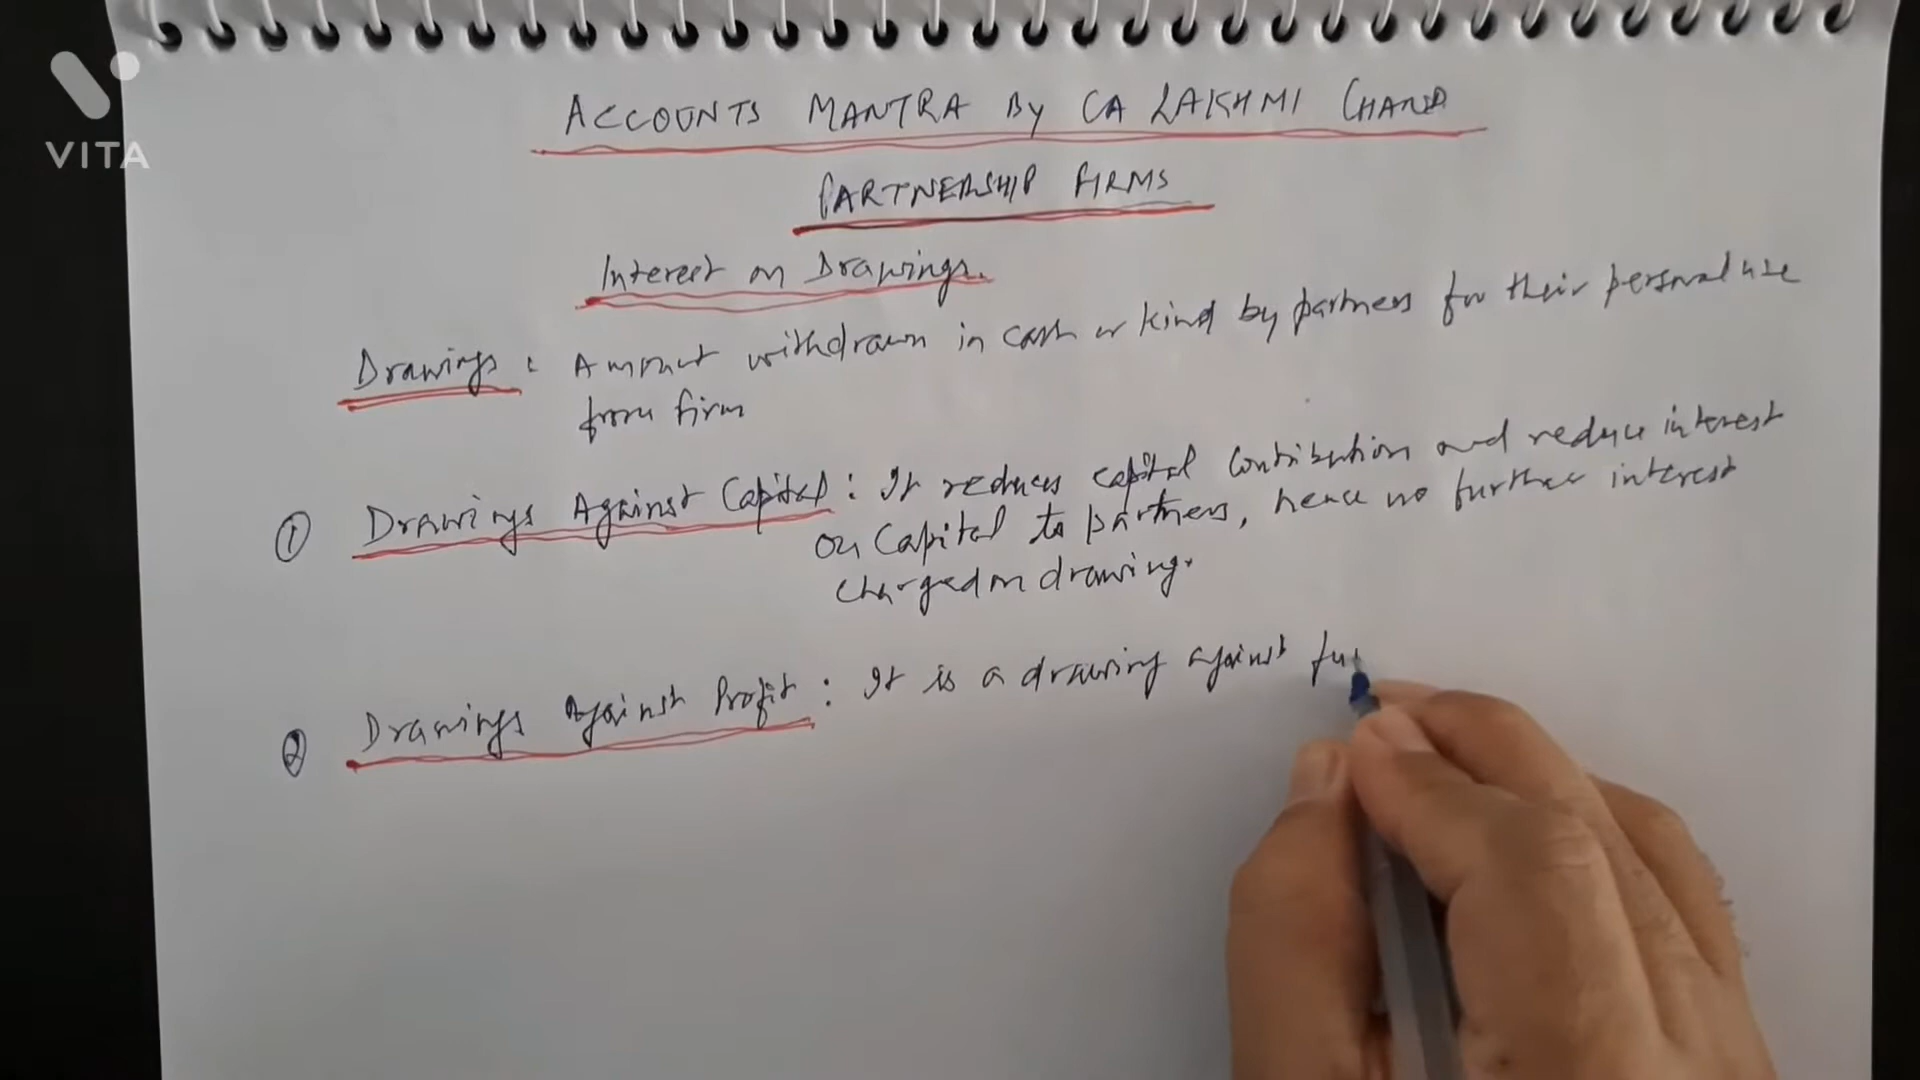 VITA
ACCOUNTS MANTRA By CA LAKHMI CHAND
PARTNERSHIP FIRMS
Interest on Drawings.
Drawings : Amount withdrawn in cash or kind by partners for their personal use
from firm
① Drawings Against Capital : It reduces capital contribution and reduce interest
on Capital to partners, hence no further interest
charged on drawing.
② Drawings Against Profit : It is a drawing against fu